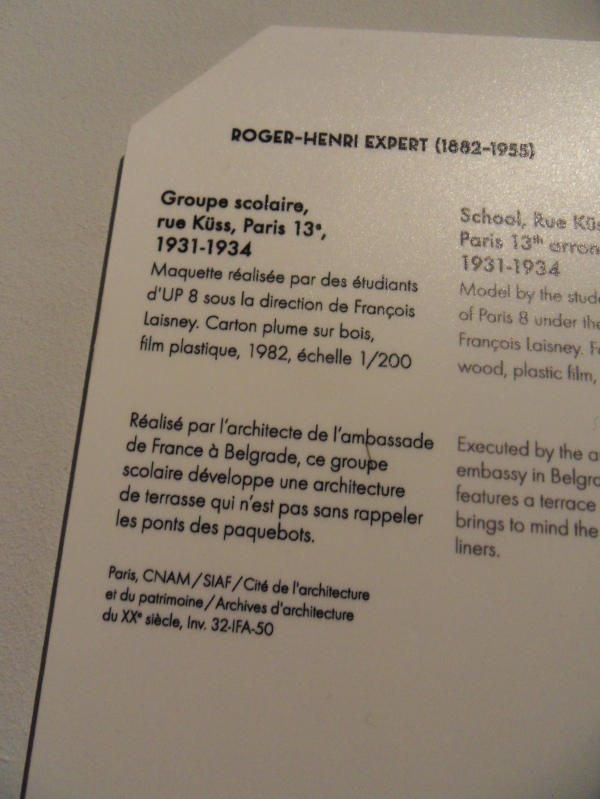 ROGER-HENRI EXPERT (1882-1955)
Groupe scolaire,
rue Küss, Paris 13ᵉ,
1931-1934
Maquette réalisée par des étudiants
d'UP 8 sous la direction de François
Laisney. Carton plume sur bois,
film plastique, 1982, échelle 1/200
Réalisé par l'architecte de l'ambassade
de France à Belgrade, ce groupe
scolaire développe une architecture
de terrasse qui n'est pas sans rappeler
les ponts des paquebots.
Paris, CNAM/SIAF/Cité de l'architecture
et du patrimoine/Archives d'architecture
du XXᵉ siècle, Inv. 32-IFA-50
School, Rue
Paris 13ᵗʰ
1931-1934
Model by the
of Paris 8 under the
François Laisney.
wood, plastic film,
Executed by the
embassy in
features a terrace
brings to mind the
liners.